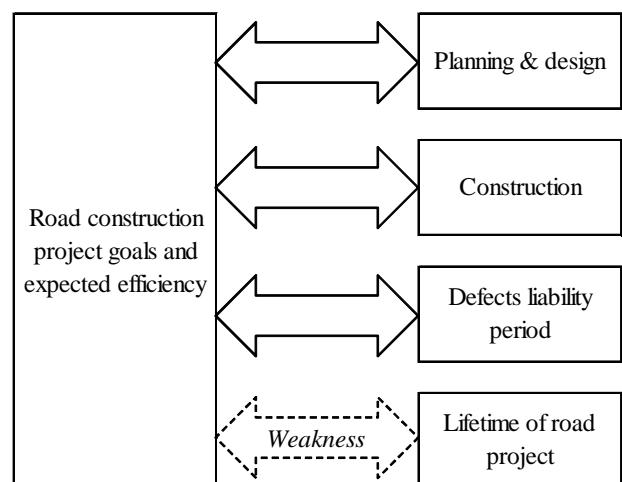 Road construction
project goals and
expected efficiency
Planning & design
Construction
Defects liability
period
Weakness
Lifetime of road
project